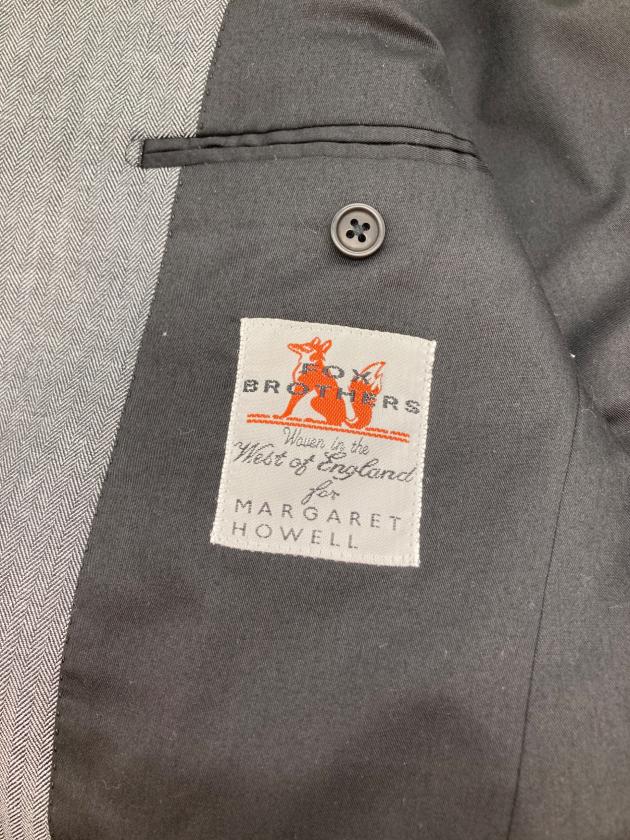 FOX
BROTHERS
Woven in the
West of England
for
MARGARET
HOWELL